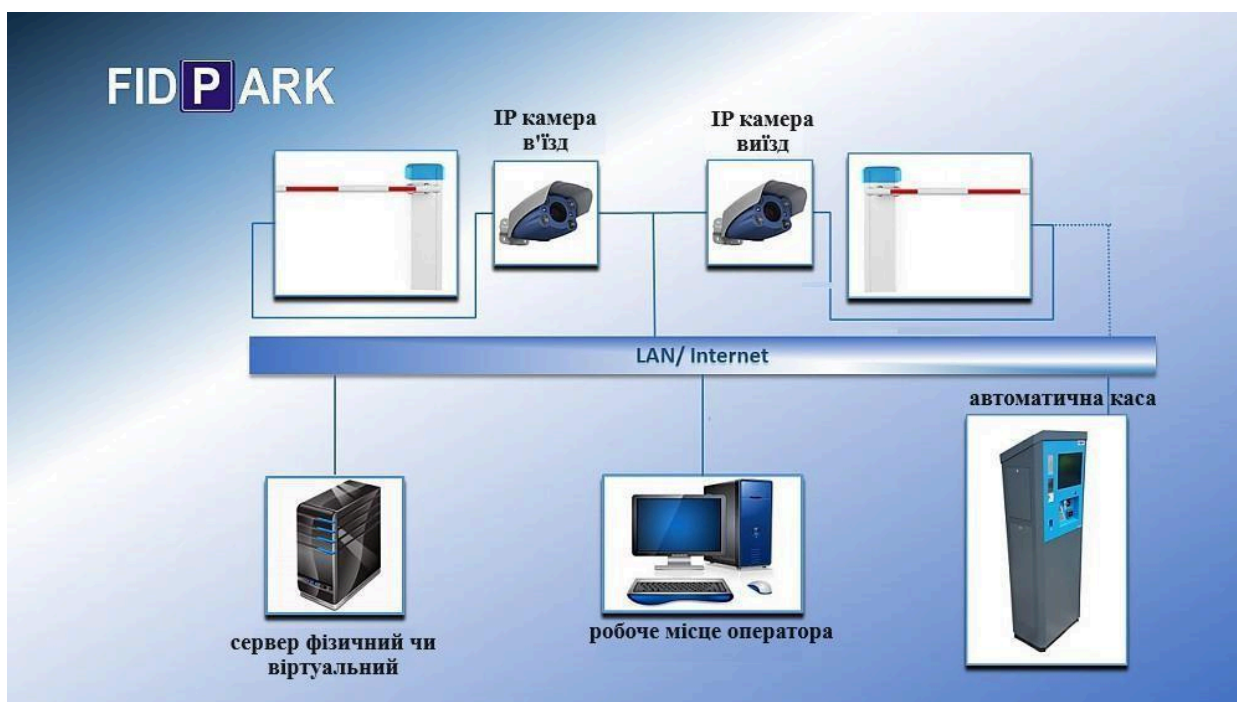 FIDPARK
IP камера
в'їзд
IP камера
виїзд
LAN/ Internet
автоматична каса
сервер фізичний чи
віртуальний
робоче місце оператора